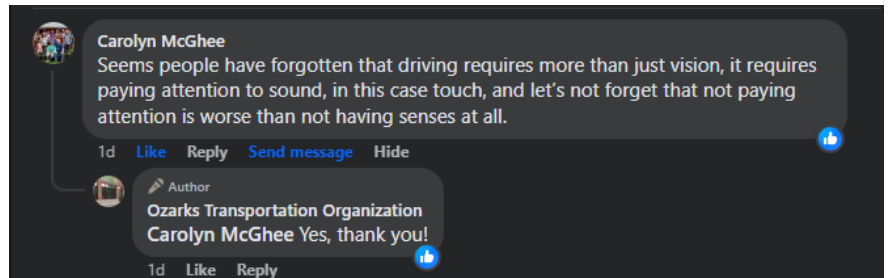 Carolyn McGhee
Seems people have forgotten that driving requires more than just vision, it requires
paying attention to sound, in this case touch, and let's not forget that not paying
attention is worse than not having senses at all.
1d Like Reply Send message Hide
Author
Ozarks Transportation Organization
Carolyn McGhee Yes, thank you!
1d Like Reply